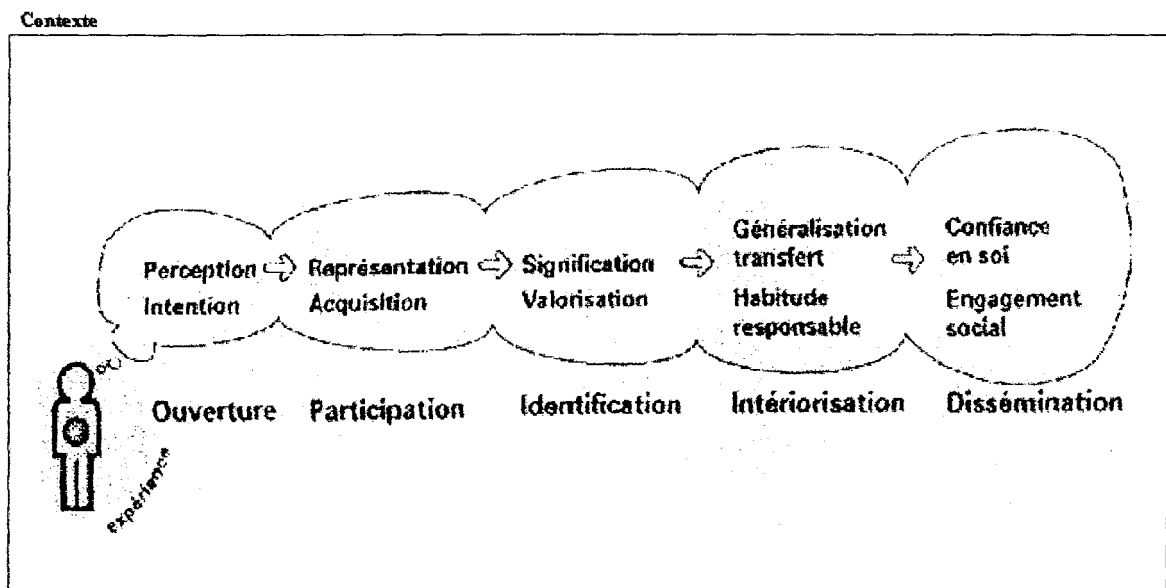 Contexte
Perception
Intention
Représentation
Acquisition
Signification
Valorisation
Généralisation
transfert
Habitude
responsable
Confiance
en soi
Engagement
social
Ouverture
Participation
Identification
Intériorisation
Dissémination
expérience